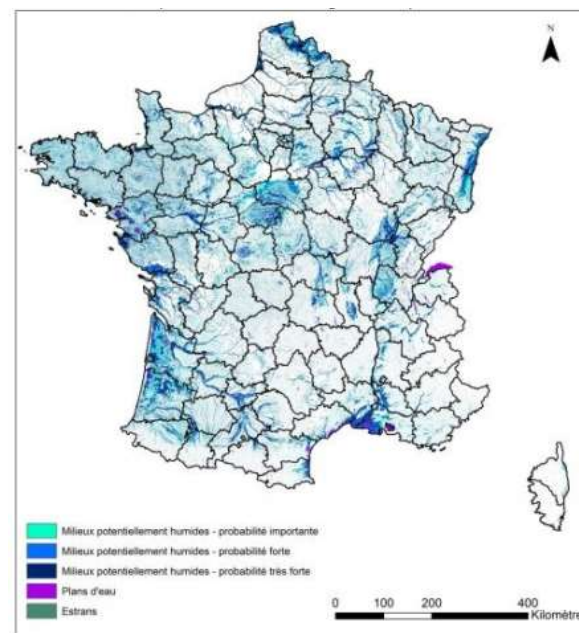 N
Milieux potentiellement humides - probabilité importante
Milieux potentiellement humides - probabilité forte
Milieux potentiellement humides - probabilité très forte
Plans d'eau
Estrans
0 100 200 400
Kilomètre